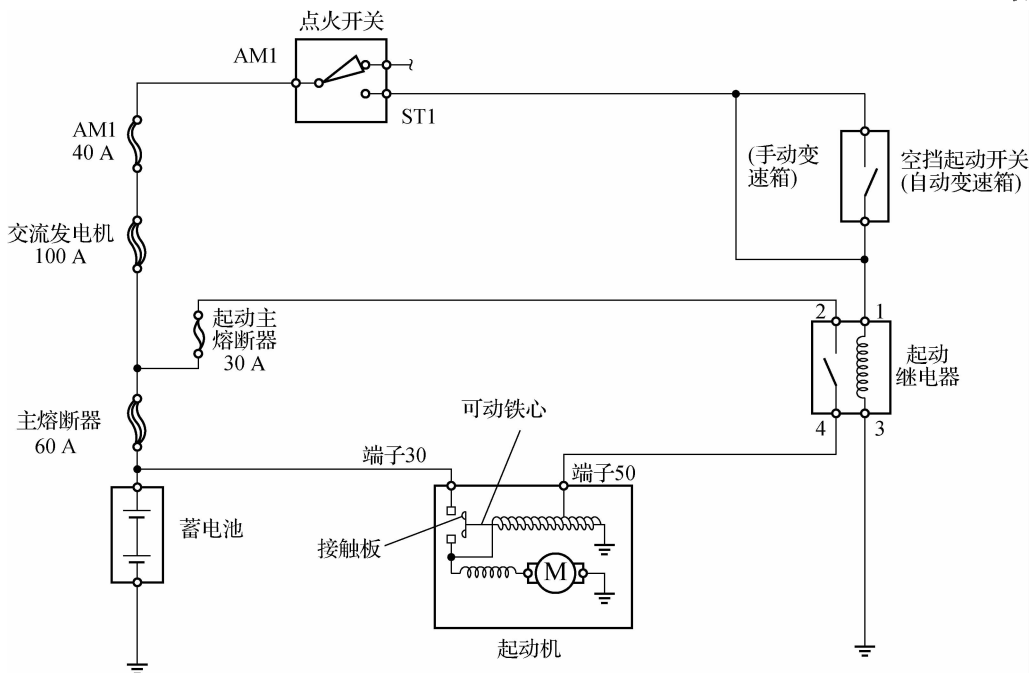 点火开关
AM1
ST1
AM1
40 A
(手动变
速箱)
空挡起动开关
(自动变速箱)
交流发电机
100 A
起动主
熔断器
30 A
2
1
起动
继电器
4
3
主熔断器
60 A
可动铁心
端子30
端子50
蓄电池
接触板
M
起动机